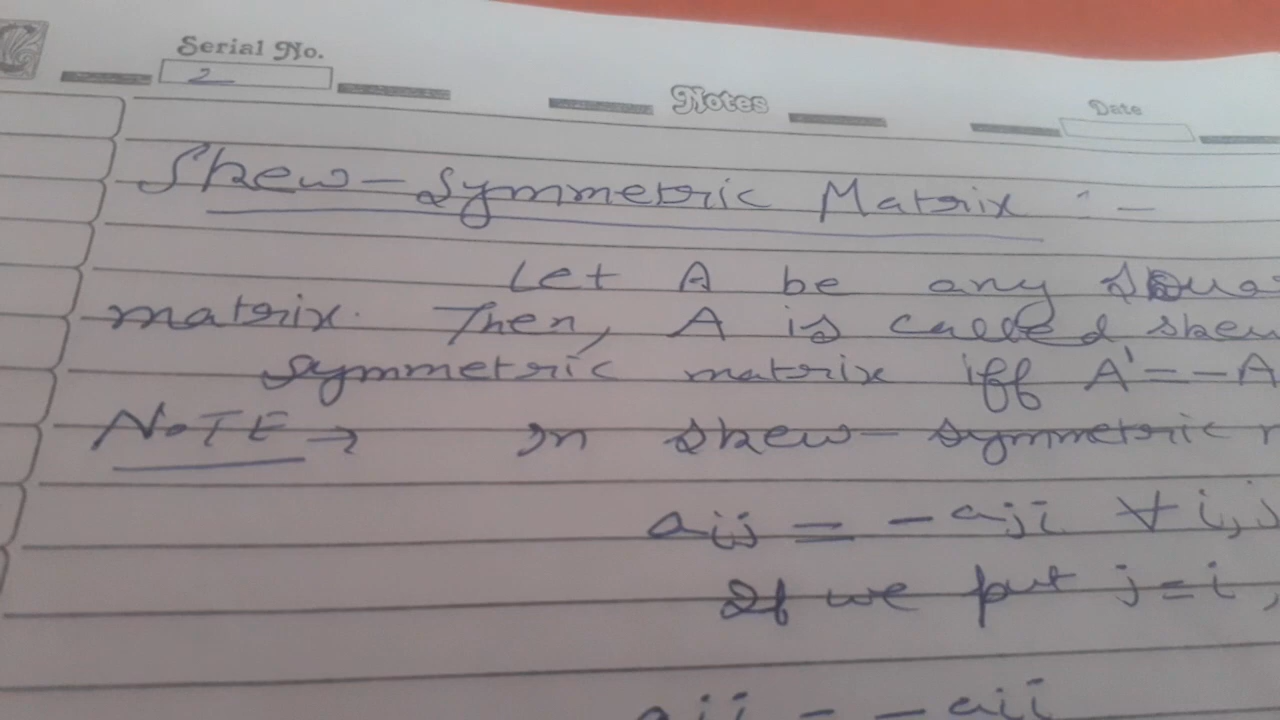 Serial No.
2
Notes
Date
Skew-Symmetric Matrix :-
Let A be any
matrix. Then, A is called skew
symmetric matrix iff A' = -A
NOTE → In skew-symmetric
aij = -aji ∀ i, j
If we put j = i,
aii = -aii